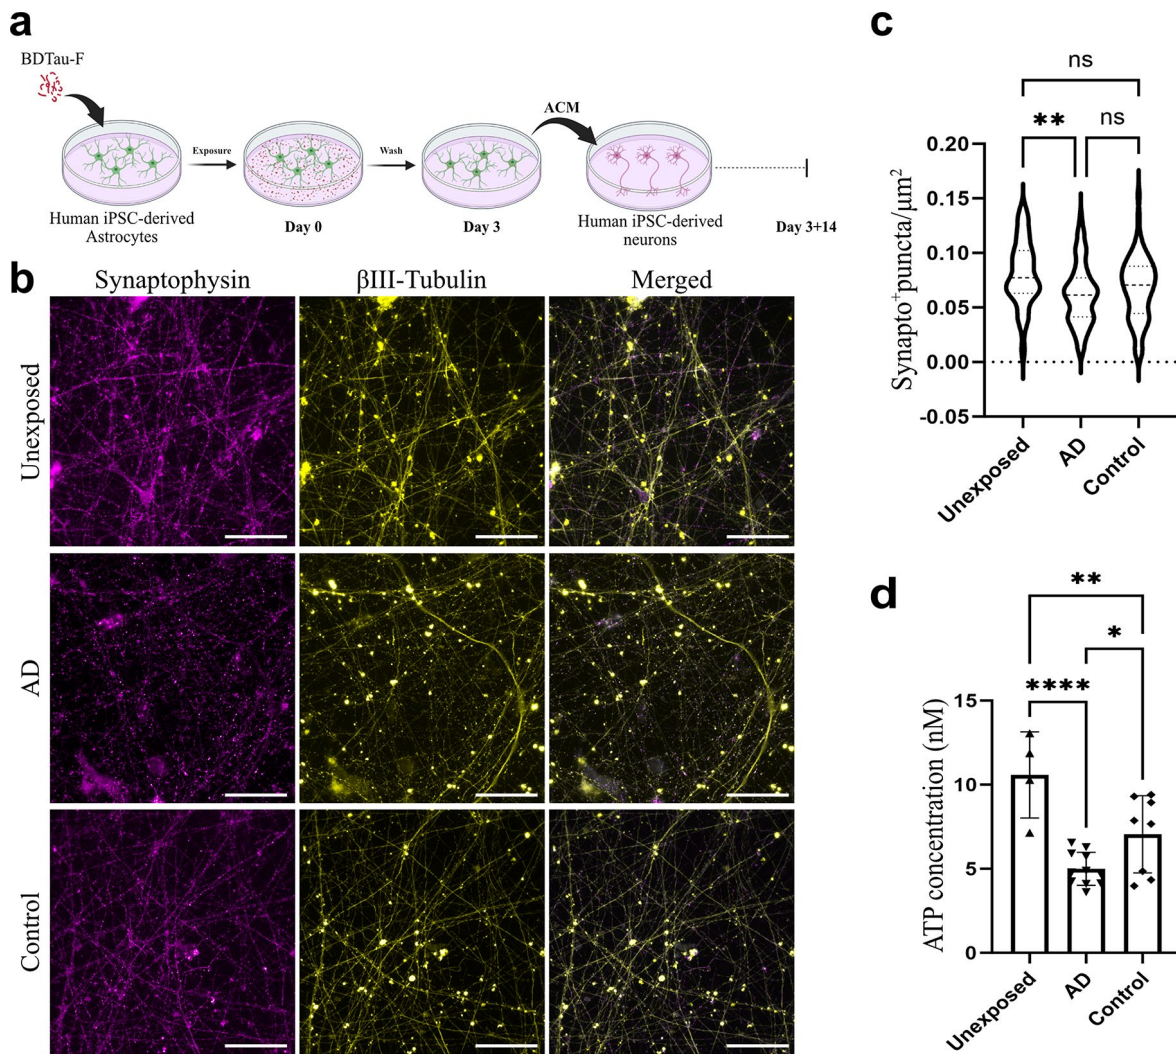 a
BDTau-F
Exposure
Wash
ACM
Human iPSC-derived
Astrocytes
Day 0
Day 3
Human iPSC-derived
neurons
Day 3+14
b
Synaptophysin
βIII-Tubulin
Merged
Unexposed
AD
Control
c
ns
** ns
Synapto⁺puncta/µm²
0.20
0.15
0.10
0.05
0.00
-0.05
Unexposed
AD
Control
d
**
*
****
ATP concentration (nM)
15
10
5
0
Unexposed
AD
Control